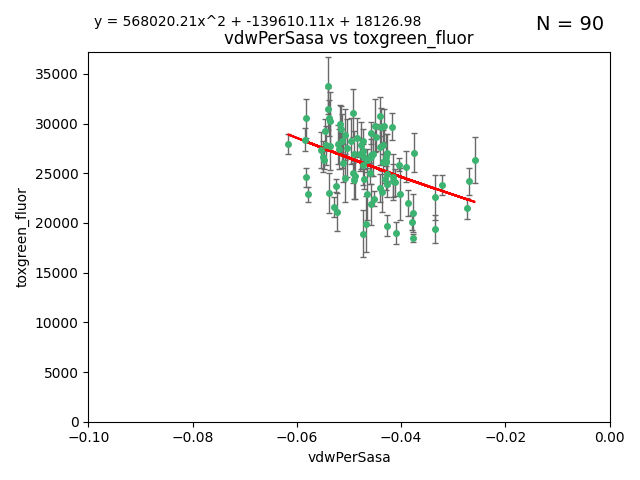 y = 568020.21x^2 + -139610.11x + 18126.98
N = 90
vdwPerSasa vs toxgreen_fluor
35000
30000
25000
20000
15000
10000
5000
0
toxgreen_fluor
−0.10 −0.08 −0.06 −0.04 −0.02 0.00
vdwPerSasa